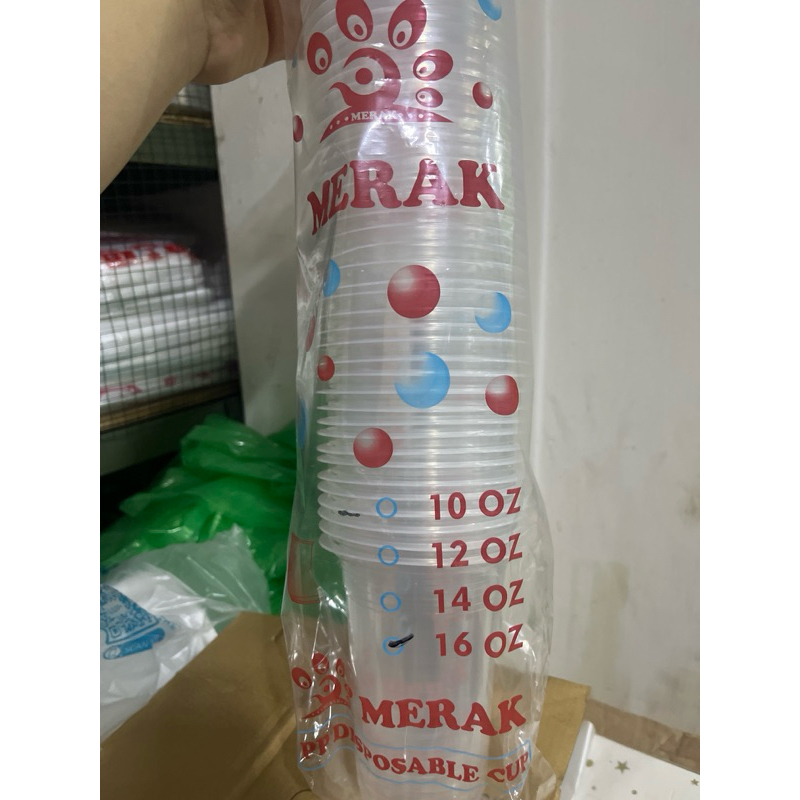 MERAK
MERAK
10 OZ
12 OZ
14 OZ
16 OZ
MERAK
PP DISPOSABLE CUP